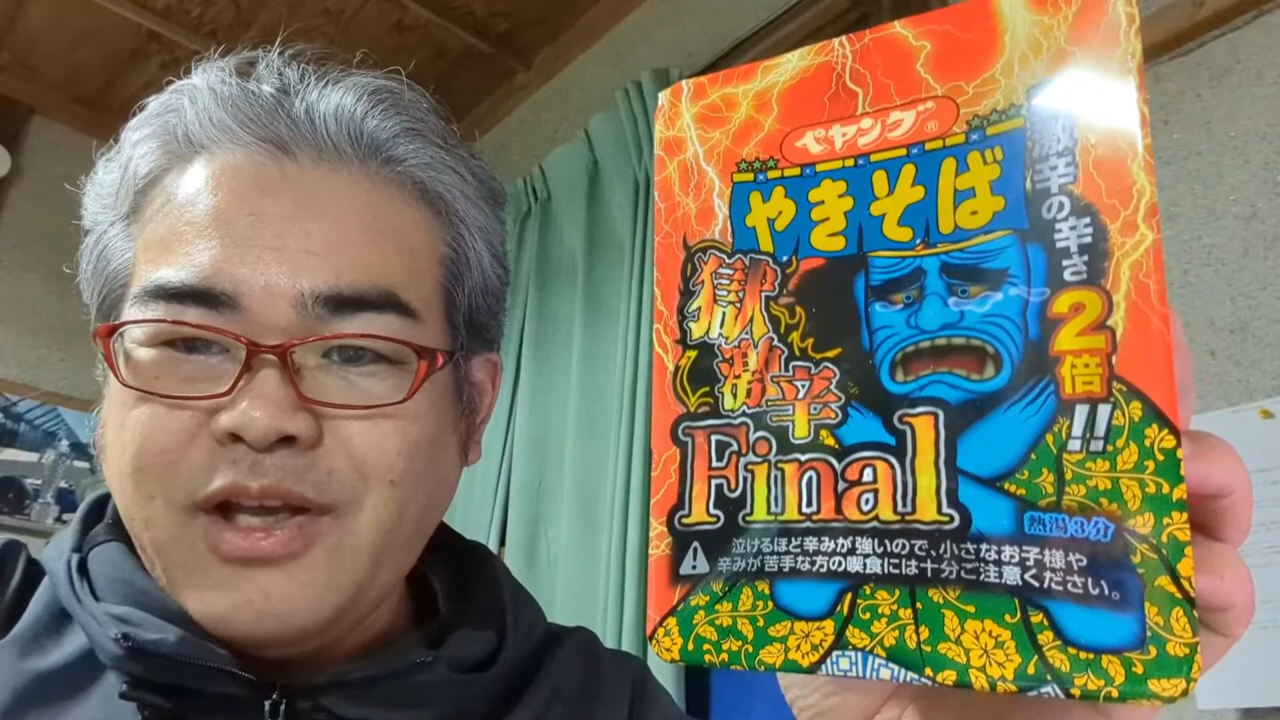 ペヤング®
やきそば
激辛の辛さ2倍!!
獄激辛
Final
熱湯3分
泣けるほど辛みが強いので、小さなお子様や
辛みが苦手な方の喫食には十分ご注意ください。